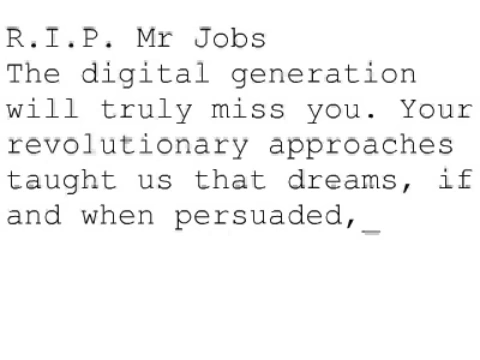 R.I.P. Mr Jobs
The digital generation
will truly miss you. Your
revolutionary approaches
taught us that dreams, if
and when persuaded,_